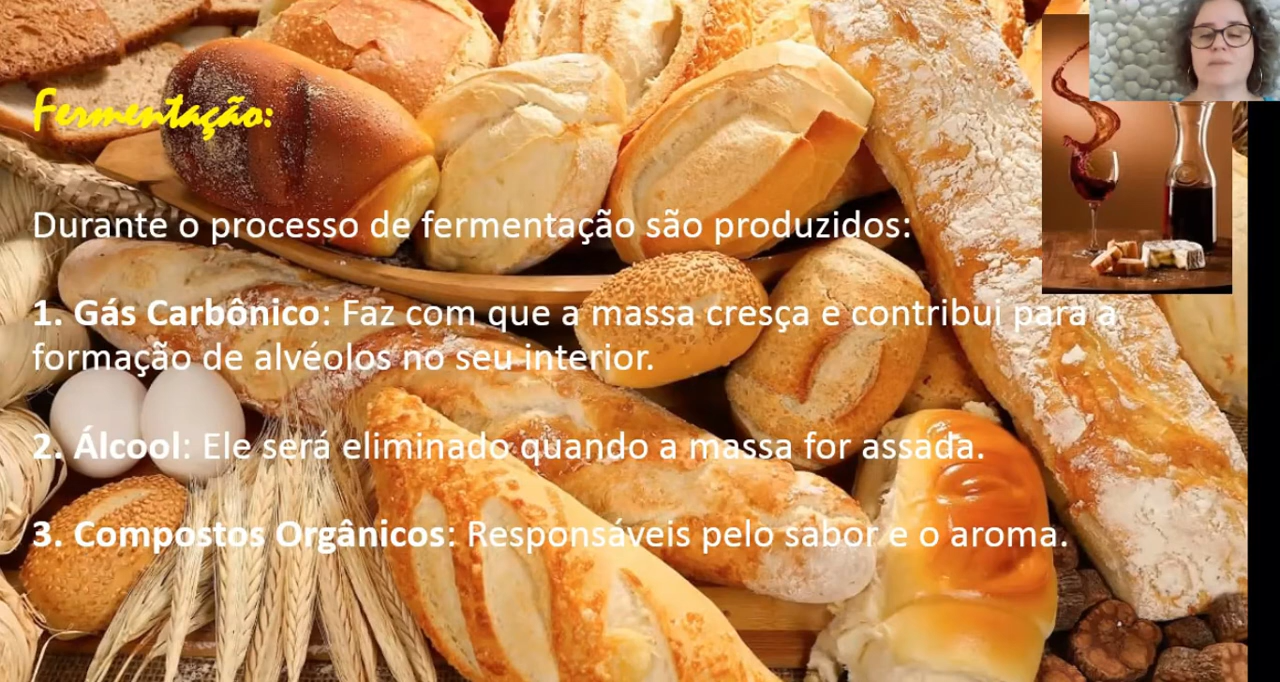 Fermentação:
Durante o processo de fermentação são produzidos:
1. Gás Carbônico: Faz com que a massa cresça e contribui para a
formação de alvéolos no seu interior.
2. Álcool: Ele será eliminado quando a massa for assada.
3. Compostos Orgânicos: Responsáveis pelo sabor e o aroma.